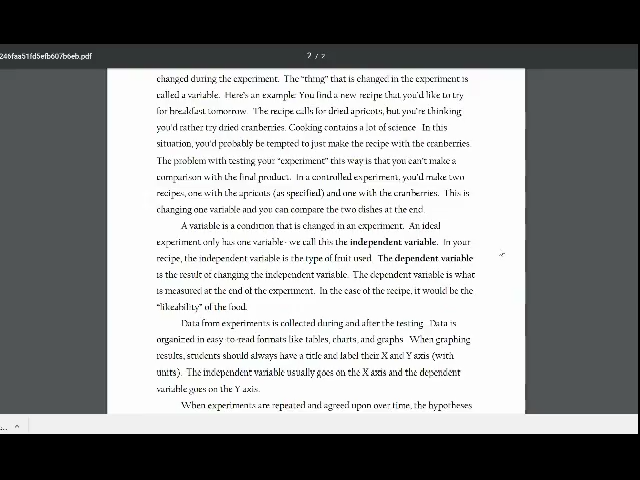 246faa51fd5efb607b6eb.pdf
2 / 2
changed during the experiment. The "thing" that is changed in the experiment is
called a variable. Here's an example: You find a new recipe that you'd like to try
for breakfast tomorrow. The recipe calls for dried apricots, but you're thinking
you'd rather try dried cranberries. Cooking contains a lot of science. In this
situation, you'd probably be tempted to just make the recipe with the cranberries.
The problem with testing your "experiment" this way is that you can't make a
comparison with the final product. In a controlled experiment, you'd make two
recipes, one with the apricots (as specified) and one with the cranberries. This is
changing one variable and you can compare the two dishes at the end.
A variable is a condition that is changed in an experiment. An ideal
experiment only has one variable- we call this the independent variable. In your
recipe, the independent variable is the type of fruit used. The dependent variable
is the result of changing the independent variable. The dependent variable is what
is measured at the end of the experiment. In the case of the recipe, it would be the
"likeability" of the food.
Data from experiments is collected during and after the testing. Data is
organized in easy-to-read formats like tables, charts, and graphs. When graphing
results, students should always have a title and label their X and Y axis (with
units). The independent variable usually goes on the X axis and the dependent
variable goes on the Y axis.
When experiments are repeated and agreed upon over time, the hypotheses